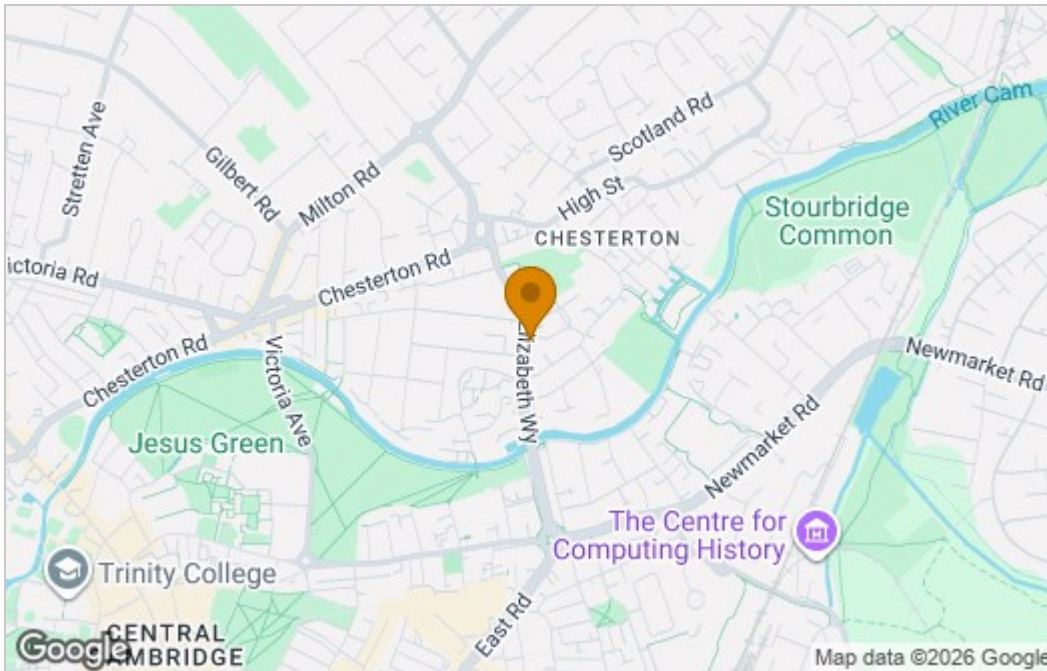 River Cam
Scotland Rd
Stretten Ave
Gilbert Rd
Milton Rd
High St
Stourbridge
Common
CHESTERTON
Chesterton Rd
ictoria Rd
Elizabeth Wy
Newmarket Rd
Victoria Ave
Chesterton Rd
Jesus Green
Newmarket Rd
The Centre for
Computing History
Trinity College
East Rd
CENTRAL
AMBRIDGE
Google
Map data ©2026 Google